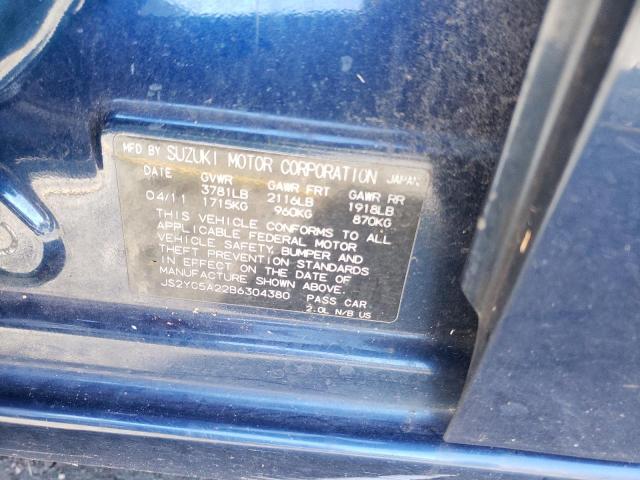 MFD BY SUZUKI MOTOR CORPORATION JAPAN
DATE GVWR GAWR FRT GAWR RR
04/11 3781LB 2116LB 1918LB
1715KG 960KG 870KG
THIS VEHICLE CONFORMS TO ALL
APPLICABLE FEDERAL MOTOR
VEHICLE SAFETY, BUMPER AND
THEFT PREVENTION STANDARDS
IN EFFECT ON THE DATE OF
MANUFACTURE SHOWN ABOVE.
JS2YC5A22B6304380 PASS CAR
2.0L N/B US